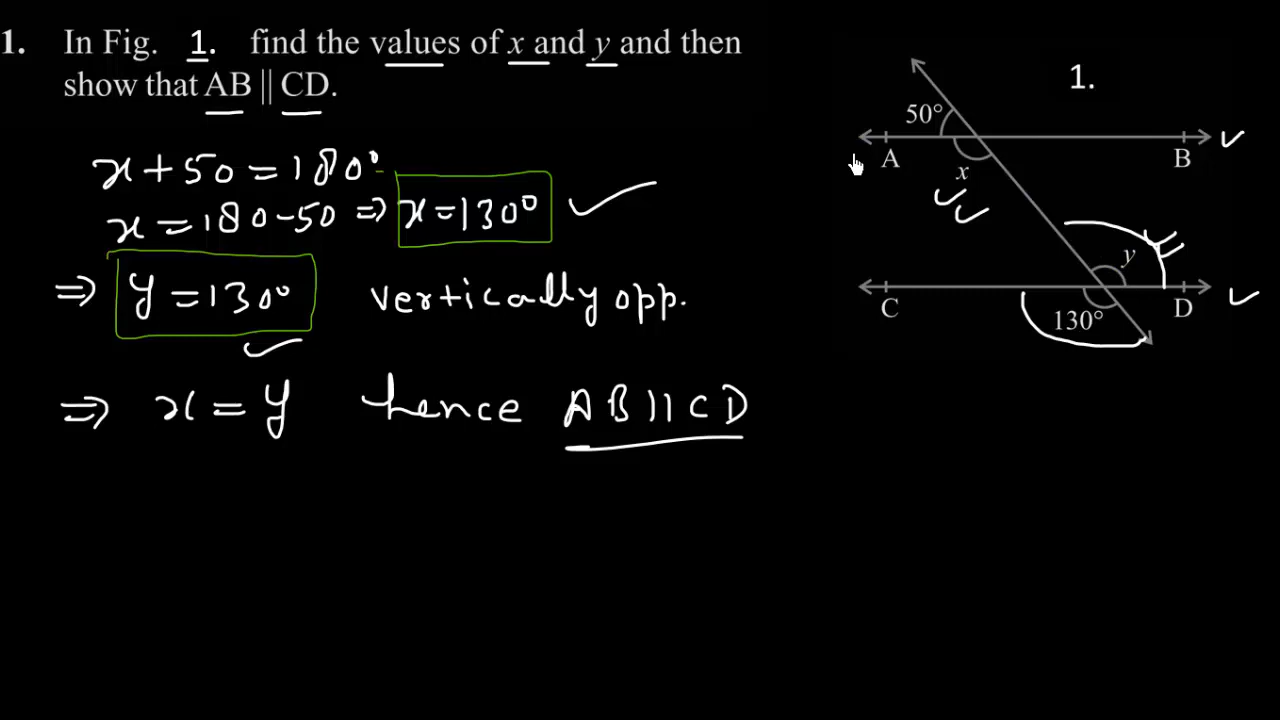 1. In Fig. 1. find the values of x and y and then
show that AB || CD.
x + 50 = 180°
x = 180 - 50 ⇒ x = 130°
⇒ y = 130° vertically opp.
⇒ x = y hence AB || CD
1.
50°
A
B
x
y
C
130°
D